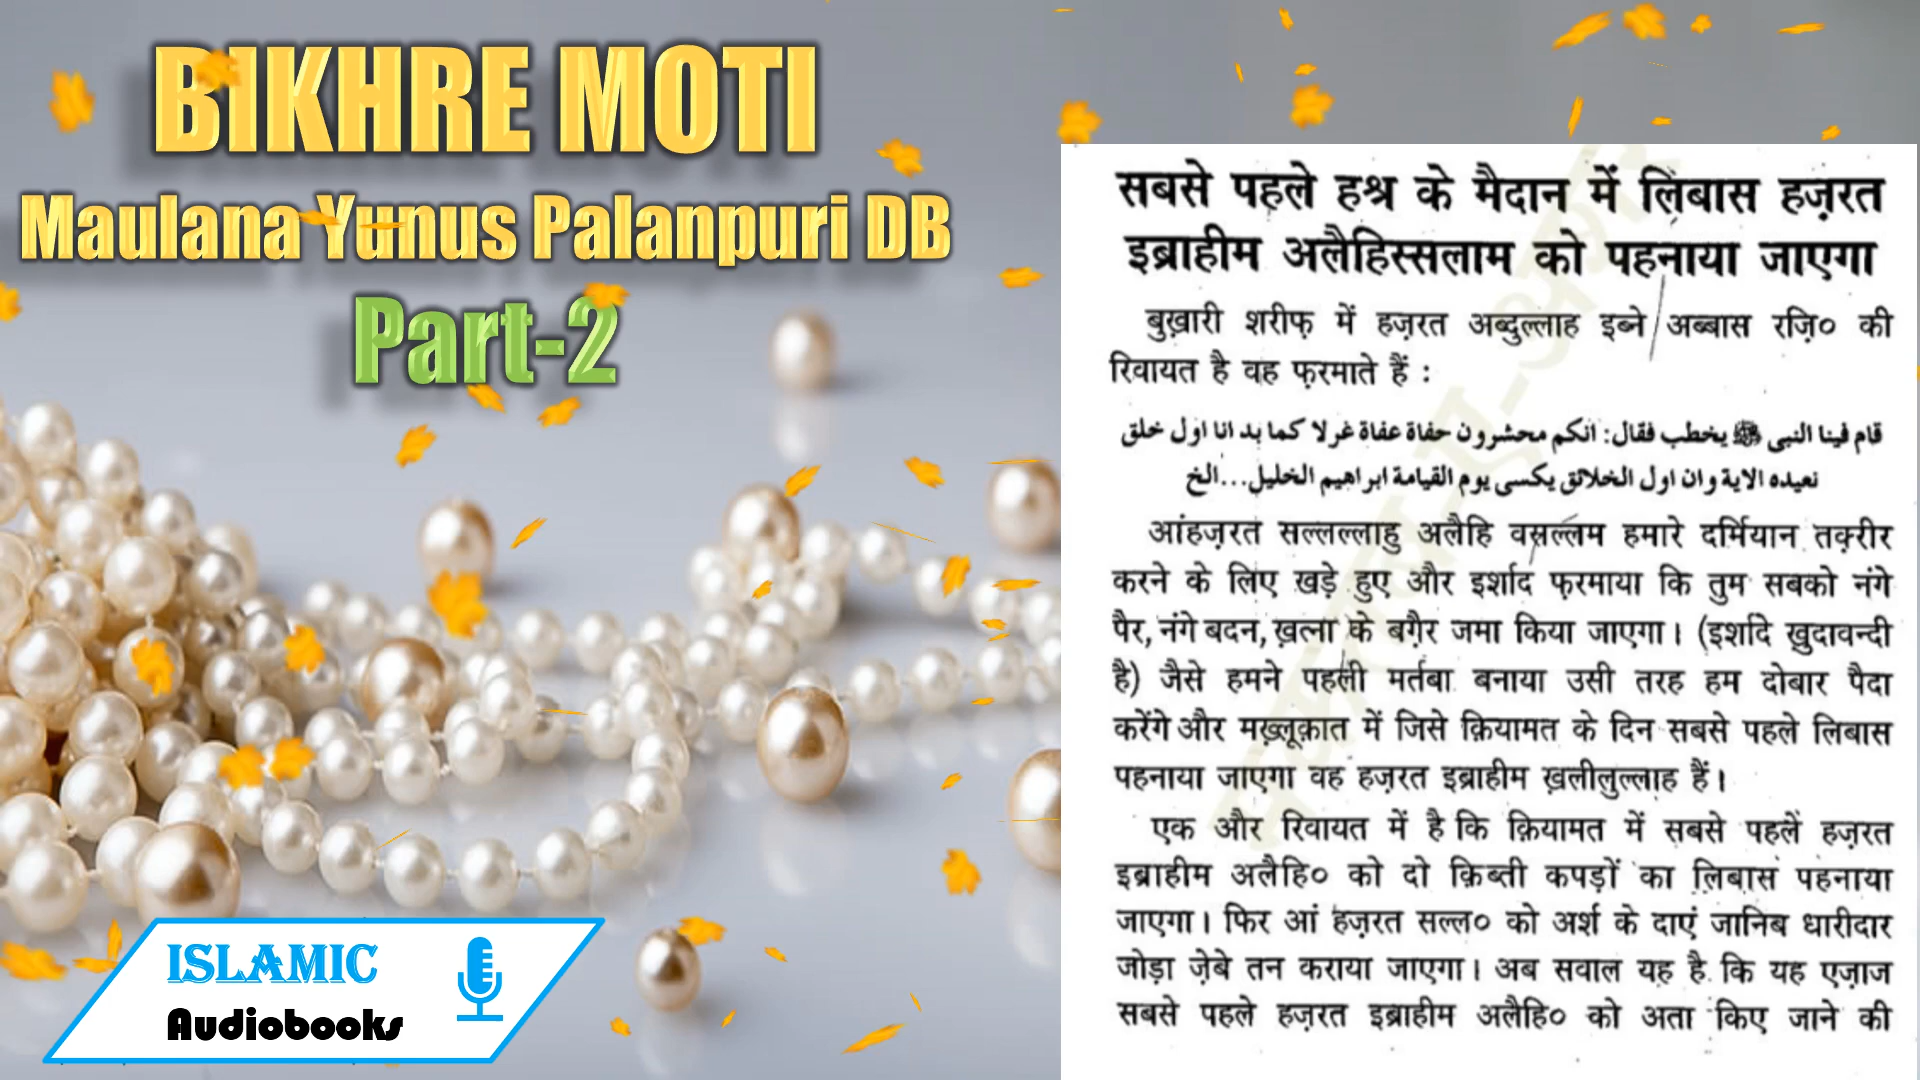 BIKHRE MOTI
Maulana Yunus Palanpuri DB
Part-2
ISLAMIC
Audiobooks
सबसे पहले हश्र के मैदान में लिबास हज़रत
इब्राहीम अलैहिस्सलाम को पहनाया जाएगा
बुख़ारी शरीफ़ में हज़रत अब्दुल्लाह इब्ने अब्बास रज़ि० की
रिवायत है वह फ़रमाते हैं :
قام فينا النبى ﷺ يخطب فقال: انكم محشرون حفاة عفاة غرلا كما بد انا اول خلق
نعيده الاية وان اول الخلائق يكسى يوم القيامة ابراهيم الخليل...الخ
आंहज़रत सल्लल्लाहु अलैहि वसल्लम हमारे दर्मियान तक़्रीर
करने के लिए खड़े हुए और इर्शाद फ़रमाया कि तुम सबको नंगे
पैर, नंगे बदन, ख़त्ना के बग़ैर जमा किया जाएगा। (इर्शादे ख़ुदावन्दी
है) जैसे हमने पहली मर्तबा बनाया उसी तरह हम दोबार पैदा
करेंगे और मख़्लूक़ात में जिसे क़ियामत के दिन सबसे पहले लिबास
पहनाया जाएगा वह हज़रत इब्राहीम ख़लीलुल्लाह हैं।
एक और रिवायत में है कि क़ियामत में सबसे पहलें हज़रत
इब्राहीम अलैहि० को दो क़िब्ती कपड़ों का लिबास पहनाया
जाएगा। फिर आं हज़रत सल्ल० को अर्श के दाएं जानिब धारीदार
जोड़ा ज़ेबे तन कराया जाएगा। अब सवाल यह है कि यह एज़ाज
सबसे पहले हज़रत इब्राहीम अलैहि० को अता किए जाने की